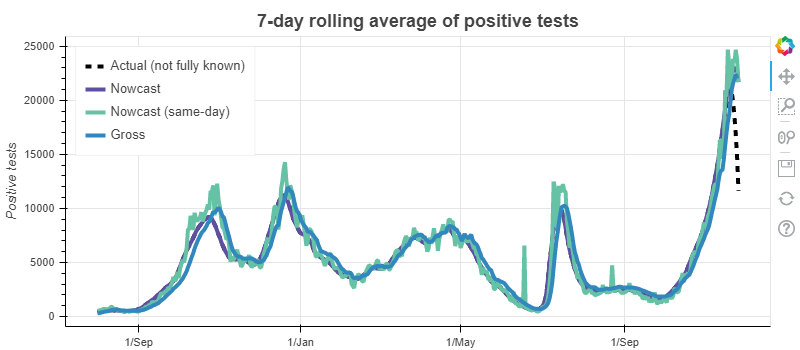 7-day rolling average of positive tests
25000
20000
15000
10000
5000
0
Positive tests
Actual (not fully known)
Nowcast
Nowcast (same-day)
Gross
1/Sep
1/Jan
1/May
1/Sep